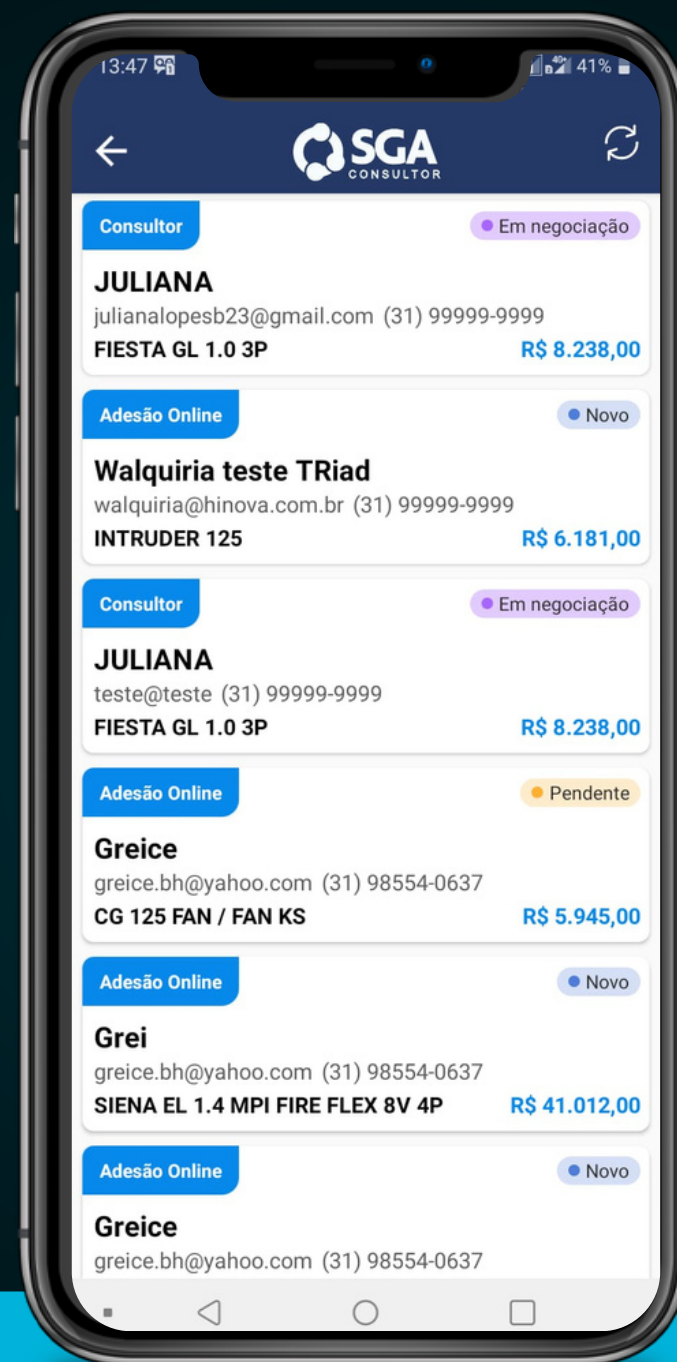 13:47 41%
SGA
CONSULTOR
Consultor Em negociação
JULIANA
julianalopesb23@gmail.com (31) 99999-9999
FIESTA GL 1.0 3P R$ 8.238,00
Adesão Online Novo
Walquiria teste TRiad
walquiria@hinova.com.br (31) 99999-9999
INTRUDER 125 R$ 6.181,00
Consultor Em negociação
JULIANA
teste@teste (31) 99999-9999
FIESTA GL 1.0 3P R$ 8.238,00
Adesão Online Pendente
Greice
greice.bh@yahoo.com (31) 98554-0637
CG 125 FAN / FAN KS R$ 5.945,00
Adesão Online Novo
Grei
greice.bh@yahoo.com (31) 98554-0637
SIENA EL 1.4 MPI FIRE FLEX 8V 4P R$ 41.012,00
Adesão Online Novo
Greice
greice.bh@yahoo.com (31) 98554-0637